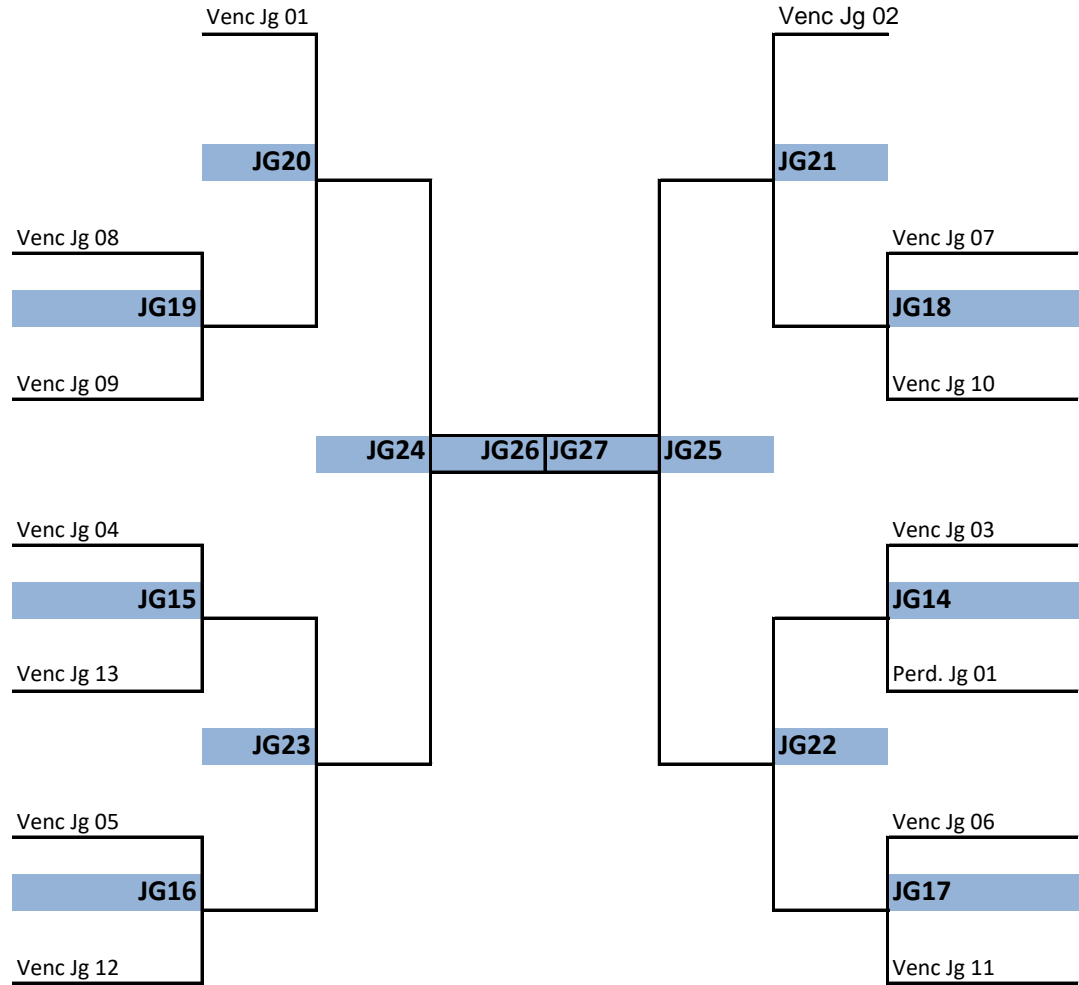 Venc Jg 01
Venc Jg 02
JG20
JG21
Venc Jg 08
Venc Jg 07
JG19
JG18
Venc Jg 09
Venc Jg 10
JG24
JG26
JG27
JG25
Venc Jg 04
Venc Jg 03
JG15
JG14
Venc Jg 13
Perd. Jg 01
JG23
JG22
Venc Jg 05
Venc Jg 06
JG16
JG17
Venc Jg 12
Venc Jg 11